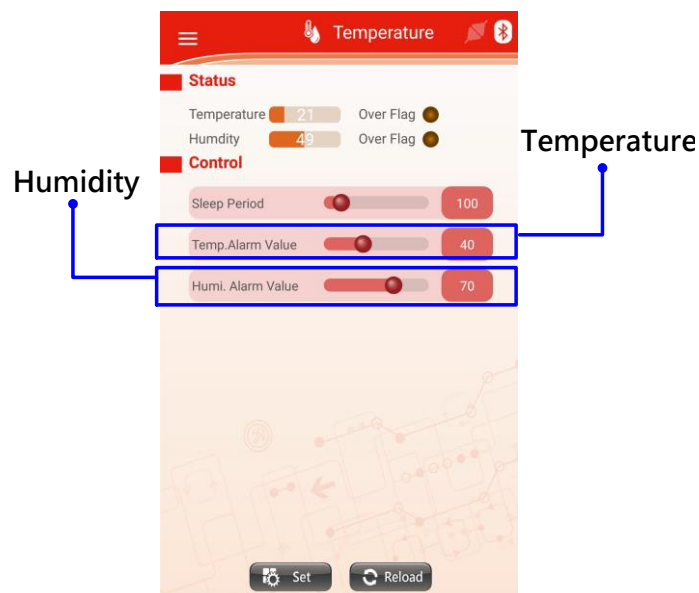 Temperature
Status
Temperature 21 Over Flag
Humdity 49 Over Flag
Control
Temperature
Humidity
Sleep Period 100
Temp.Alarm Value 40
Humi. Alarm Value 70
Set Reload